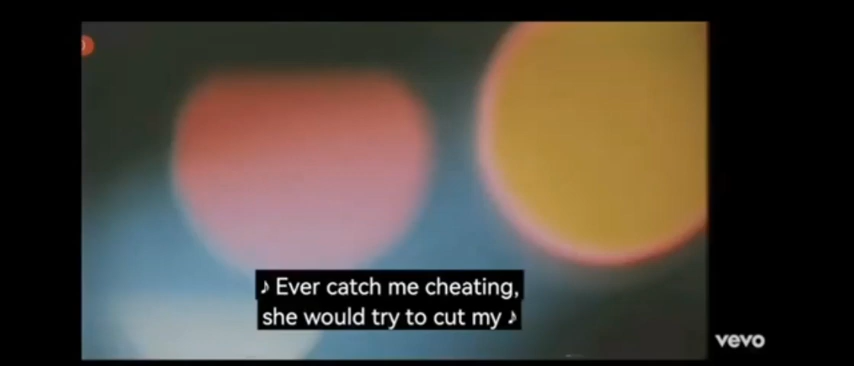 ♪ Ever catch me cheating,
she would try to cut my ♪
vevo